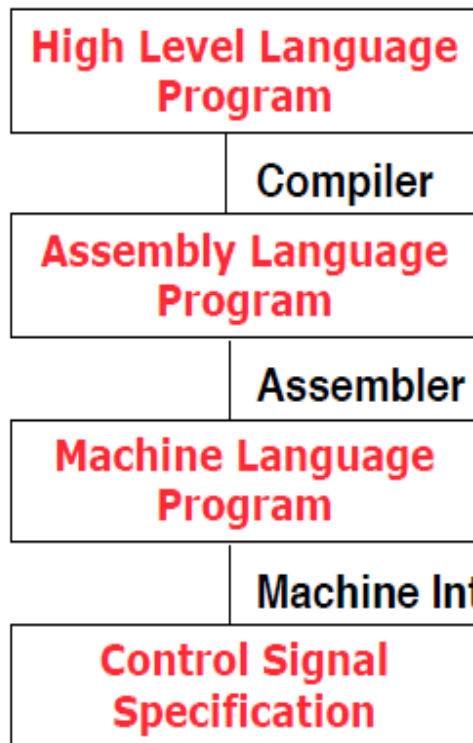 High Level Language
Program
Compiler
Assembly Language
Program
Assembler
Machine Language
Program
Machine Int
Control Signal
Specification